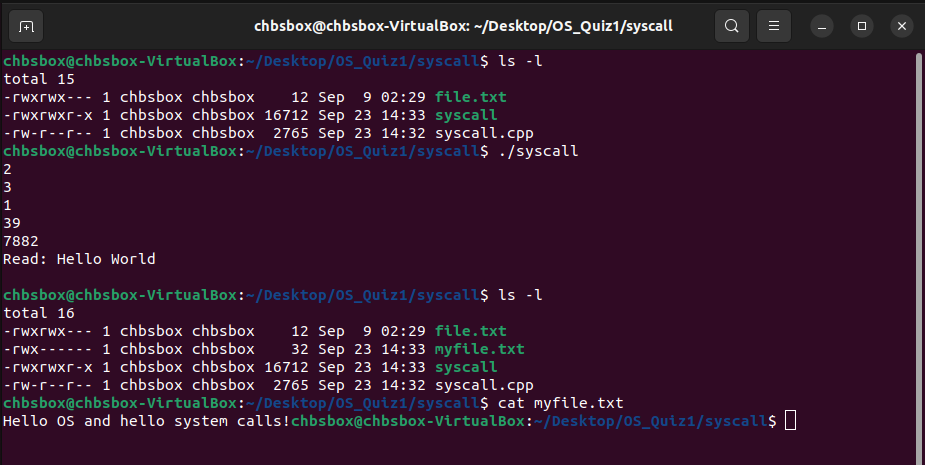 chbsbox@chbsbox-VirtualBox: ~/Desktop/OS_Quiz1/syscall
chbsbox@chbsbox-VirtualBox:~/Desktop/OS_Quiz1/syscall$ ls -l
total 15
-rwxrwx--- 1 chbsbox chbsbox    12 Sep  9 02:29 file.txt
-rwxrwxr-x 1 chbsbox chbsbox 16712 Sep 23 14:33 syscall
-rw-r--r-- 1 chbsbox chbsbox  2765 Sep 23 14:32 syscall.cpp
chbsbox@chbsbox-VirtualBox:~/Desktop/OS_Quiz1/syscall$ ./syscall
2
3
1
39
7882
Read: Hello World
chbsbox@chbsbox-VirtualBox:~/Desktop/OS_Quiz1/syscall$ ls -l
total 16
-rwxrwx--- 1 chbsbox chbsbox    12 Sep  9 02:29 file.txt
-rwx------ 1 chbsbox chbsbox    32 Sep 23 14:33 myfile.txt
-rwxrwxr-x 1 chbsbox chbsbox 16712 Sep 23 14:33 syscall
-rw-r--r-- 1 chbsbox chbsbox  2765 Sep 23 14:32 syscall.cpp
chbsbox@chbsbox-VirtualBox:~/Desktop/OS_Quiz1/syscall$ cat myfile.txt
Hello OS and hello system calls!chbsbox@chbsbox-VirtualBox:~/Desktop/OS_Quiz1/syscall$